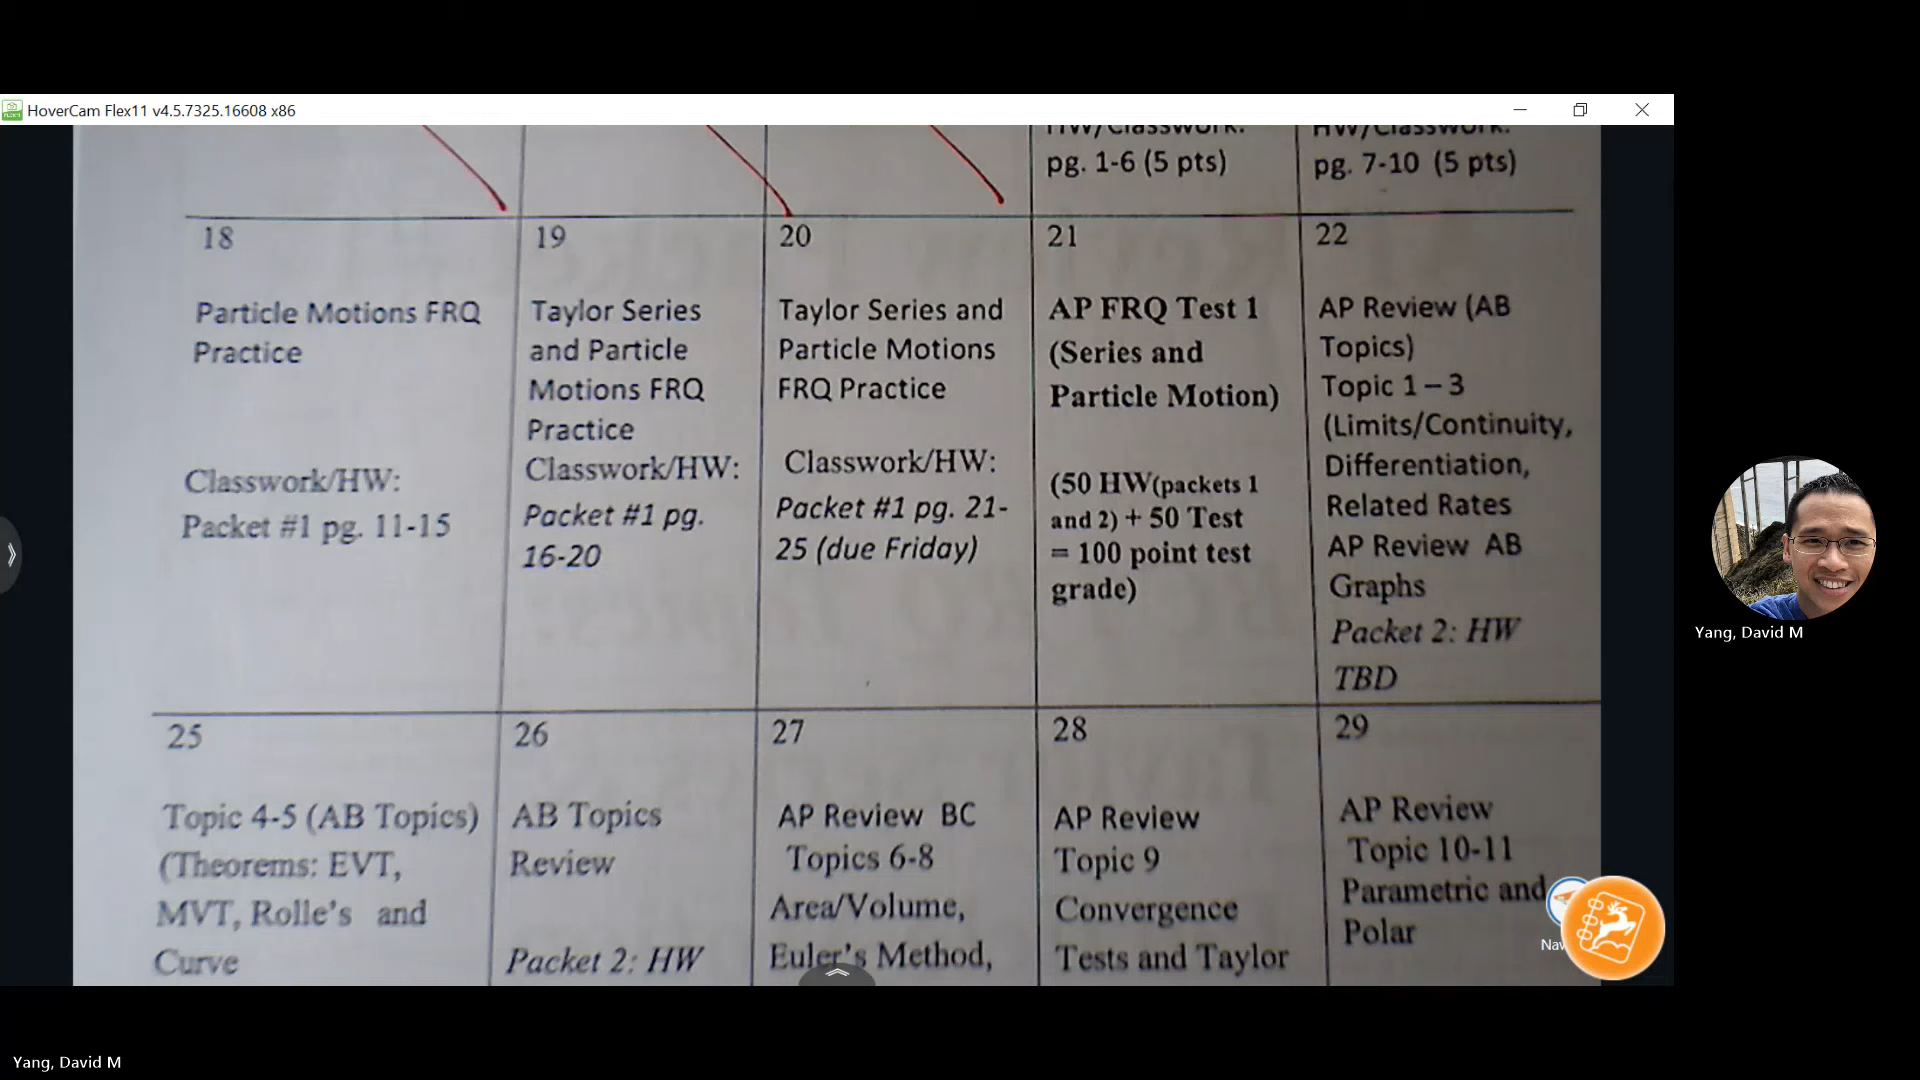 HoverCam Flex11 v4.5.7325.16608 x86
HW/Classwork:
pg. 1-6 (5 pts)
HW/Classwork:
pg. 7-10 (5 pts)
18
Particle Motions FRQ
Practice
Classwork/HW:
Packet #1 pg. 11-15
19
Taylor Series
and Particle
Motions FRQ
Practice
Classwork/HW:
Packet #1 pg.
16-20
20
Taylor Series and
Particle Motions
FRQ Practice
Classwork/HW:
Packet #1 pg. 21-
25 (due Friday)
21
AP FRQ Test 1
(Series and
Particle Motion)
(50 HW(packets 1
and 2) + 50 Test
= 100 point test
grade)
22
AP Review (AB
Topics)
Topic 1 – 3
(Limits/Continuity,
Differentiation,
Related Rates
AP Review AB
Graphs
Packet 2: HW
TBD
25
Topic 4-5 (AB Topics)
(Theorems: EVT,
MVT, Rolle's and
Curve
26
AB Topics
Review
Packet 2: HW
27
AP Review BC
Topics 6-8
Area/Volume,
Euler's Method,
28
AP Review
Topic 9
Convergence
Tests and Taylor
29
AP Review
Topic 10-11
Parametric and
Polar
Nav
Yang, David M
Yang, David M